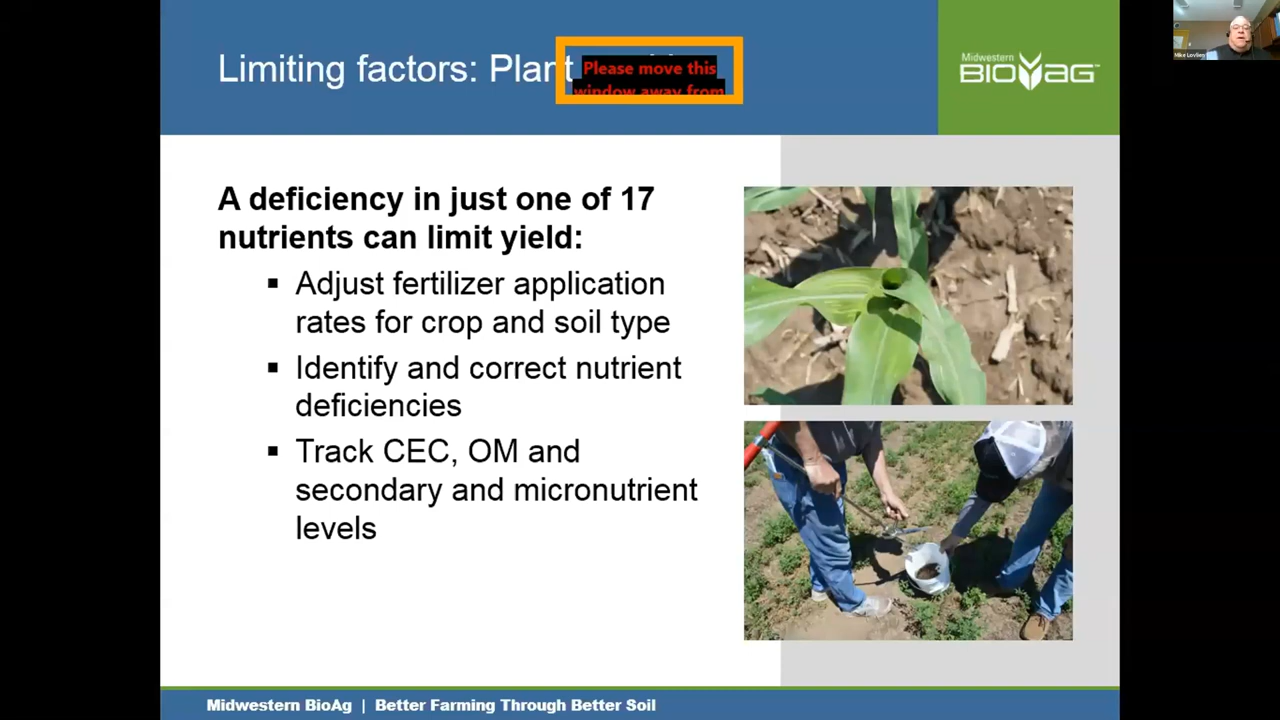 Limiting factors: Plant
Please move this
window away from
Midwestern
BIOAG™
A deficiency in just one of 17
nutrients can limit yield:
▪ Adjust fertilizer application
rates for crop and soil type
▪ Identify and correct nutrient
deficiencies
▪ Track CEC, OM and
secondary and micronutrient
levels
Midwestern BioAg | Better Farming Through Better Soil